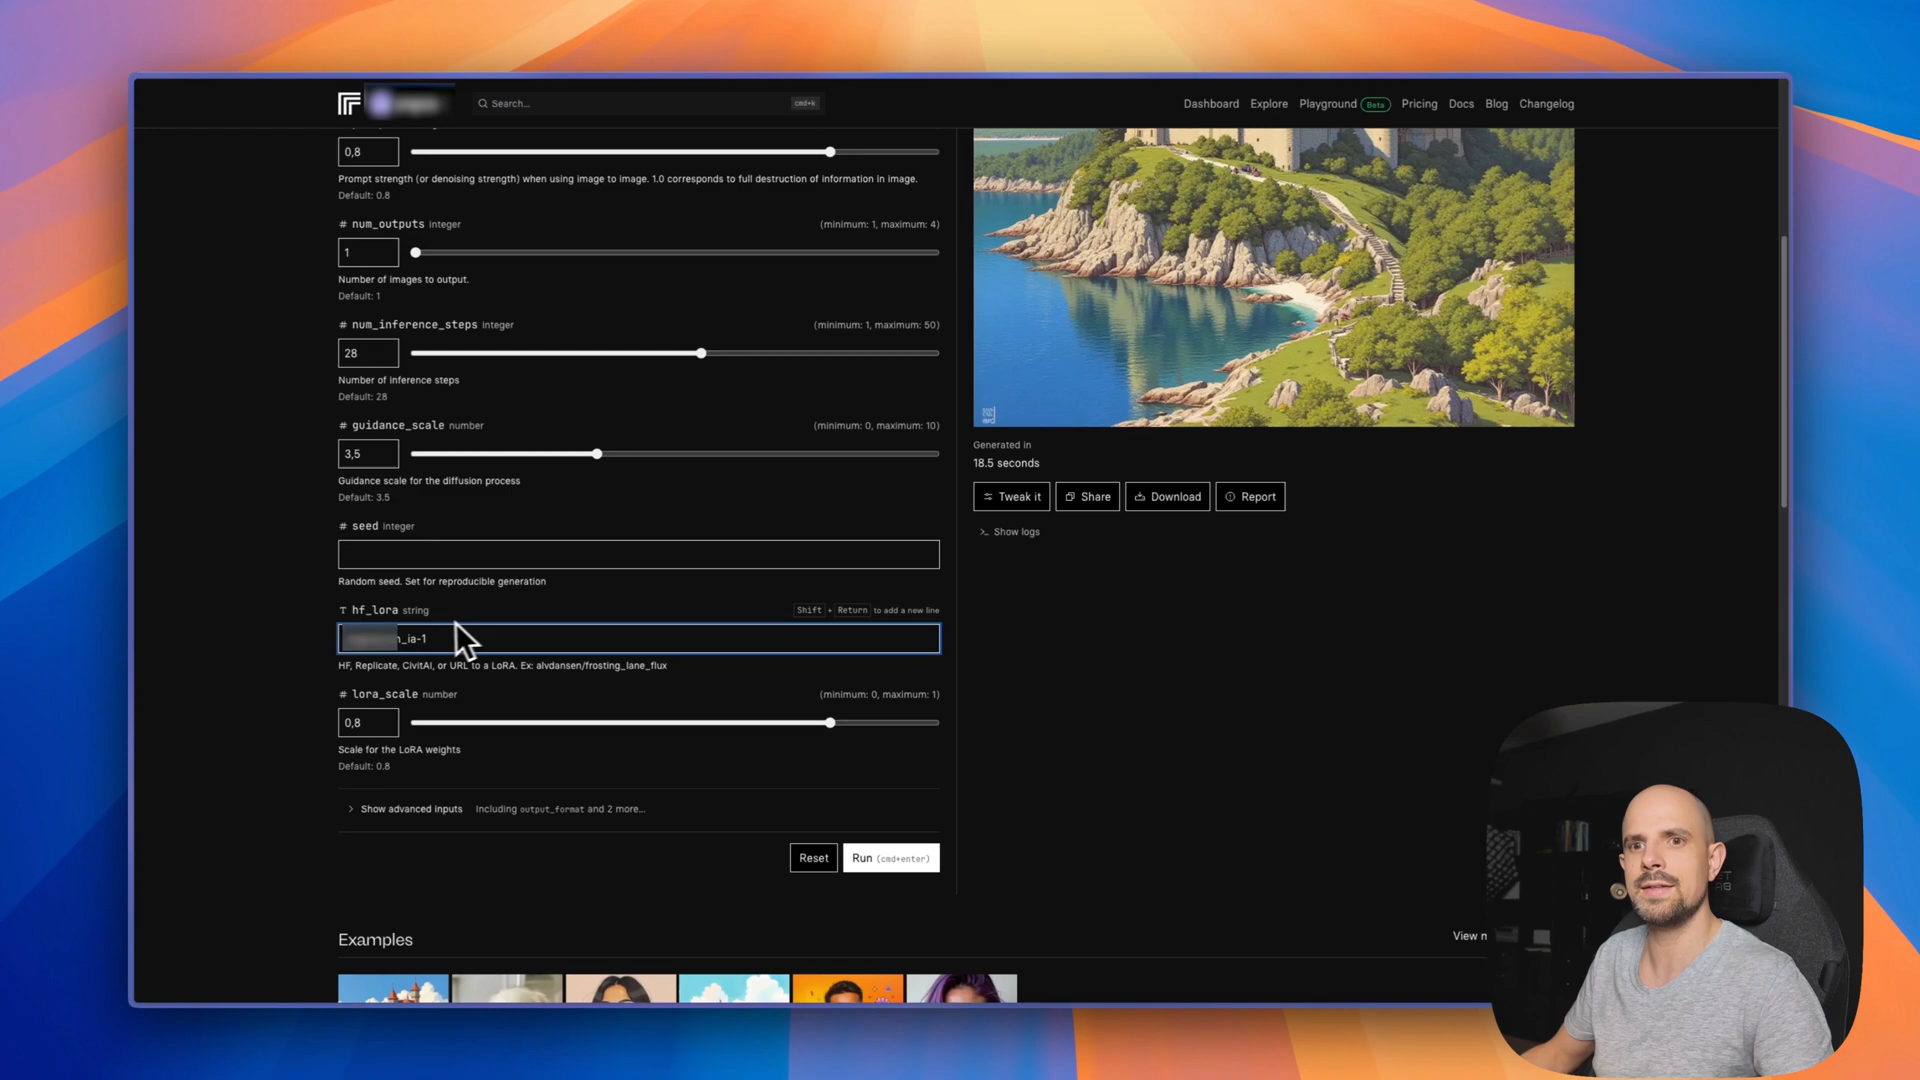 Search...
cmd+k
Dashboard
Explore
Playground Beta
Pricing
Docs
Blog
Changelog
0,8
Prompt strength (or denoising strength) when using image to image. 1.0 corresponds to full destruction of information in image.
Default: 0.8
# num_outputs integer (minimum: 1, maximum: 4)
1
Number of images to output.
Default: 1
# num_inference_steps integer (minimum: 1, maximum: 50)
28
Number of inference steps
Default: 28
# guidance_scale number (minimum: 0, maximum: 10)
3,5
Guidance scale for the diffusion process
Default: 3.5
# seed integer
Random seed. Set for reproducible generation
T hf_lora string Shift + Return to add a new line
_ia-1
HF, Replicate, CivitAI, or URL to a LoRA. Ex: alvdansen/frosting_lane_flux
# lora_scale number (minimum: 0, maximum: 1)
0,8
Scale for the LoRA weights
Default: 0.8
Show advanced inputs Including output_format and 2 more...
Reset
Run (cmd+enter)
Generated in
18.5 seconds
Tweak it
Share
Download
Report
>_ Show logs
Examples
View